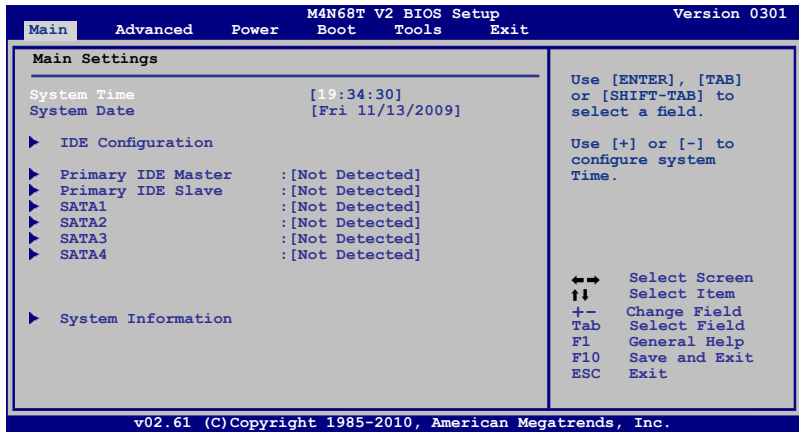 M4N68T V2 BIOS Setup Version 0301
Main Advanced Power Boot Tools Exit
Main Settings
System Time [19:34:30]
System Date [Fri 11/13/2009]
IDE Configuration
Primary IDE Master :[Not Detected]
Primary IDE Slave :[Not Detected]
SATA1 :[Not Detected]
SATA2 :[Not Detected]
SATA3 :[Not Detected]
SATA4 :[Not Detected]
System Information
Use [ENTER], [TAB]
or [SHIFT-TAB] to
select a field.
Use [+] or [-] to
configure system
Time.
←→ Select Screen
↑↓ Select Item
+- Change Field
Tab Select Field
F1 General Help
F10 Save and Exit
ESC Exit
v02.61 (C)Copyright 1985-2010, American Megatrends, Inc.